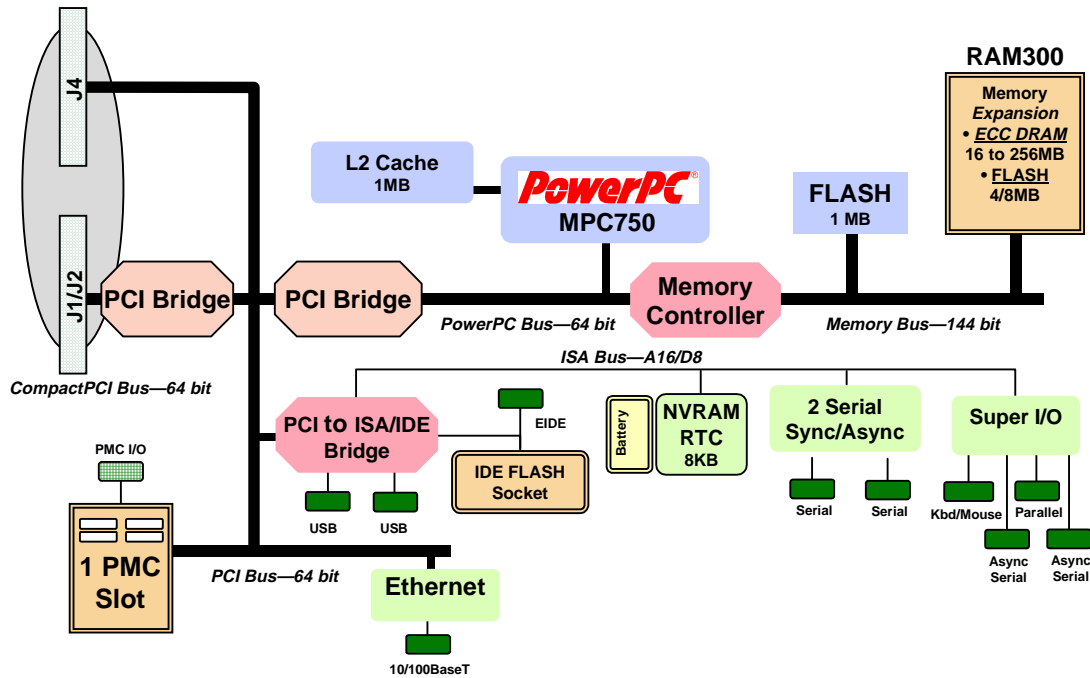 J4
J1/J2
RAM300
Memory
Expansion
• ECC DRAM
16 to 256MB
• FLASH
4/8MB
L2 Cache
1MB
PowerPC®
MPC750
FLASH
1 MB
PCI Bridge
PCI Bridge
Memory
Controller
PowerPC Bus—64 bit
Memory Bus—144 bit
CompactPCI Bus—64 bit
ISA Bus—A16/D8
PCI to ISA/IDE
Bridge
EIDE
IDE FLASH
Socket
USB
USB
Battery
NVRAM
RTC
8KB
2 Serial
Sync/Async
Serial
Serial
Super I/O
Kbd/Mouse
Parallel
Async
Serial
Async
Serial
PMC I/O
1 PMC
Slot
PCI Bus—64 bit
Ethernet
10/100BaseT